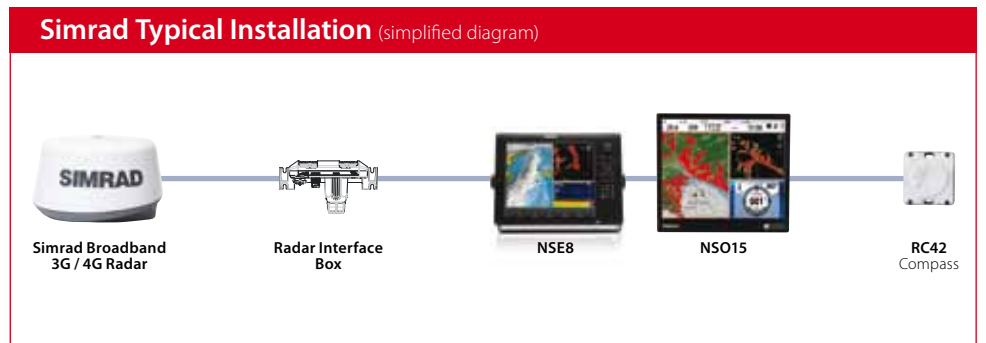 Simrad Typical Installation (simplified diagram)
SIMRAD
Simrad Broadband
3G / 4G Radar
Radar Interface
Box
NSE8
NSO15
RC42
Compass